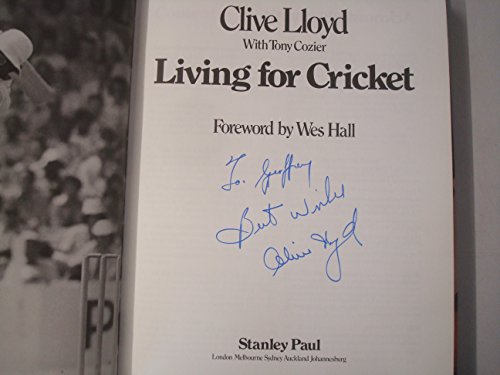 Clive Lloyd
With Tony Cozier
Living for Cricket
Foreword by Wes Hall
To. Geoffrey
Best Wishes
Clive Lloyd
Stanley Paul
London Melbourne Sydney Auckland Johannesburg